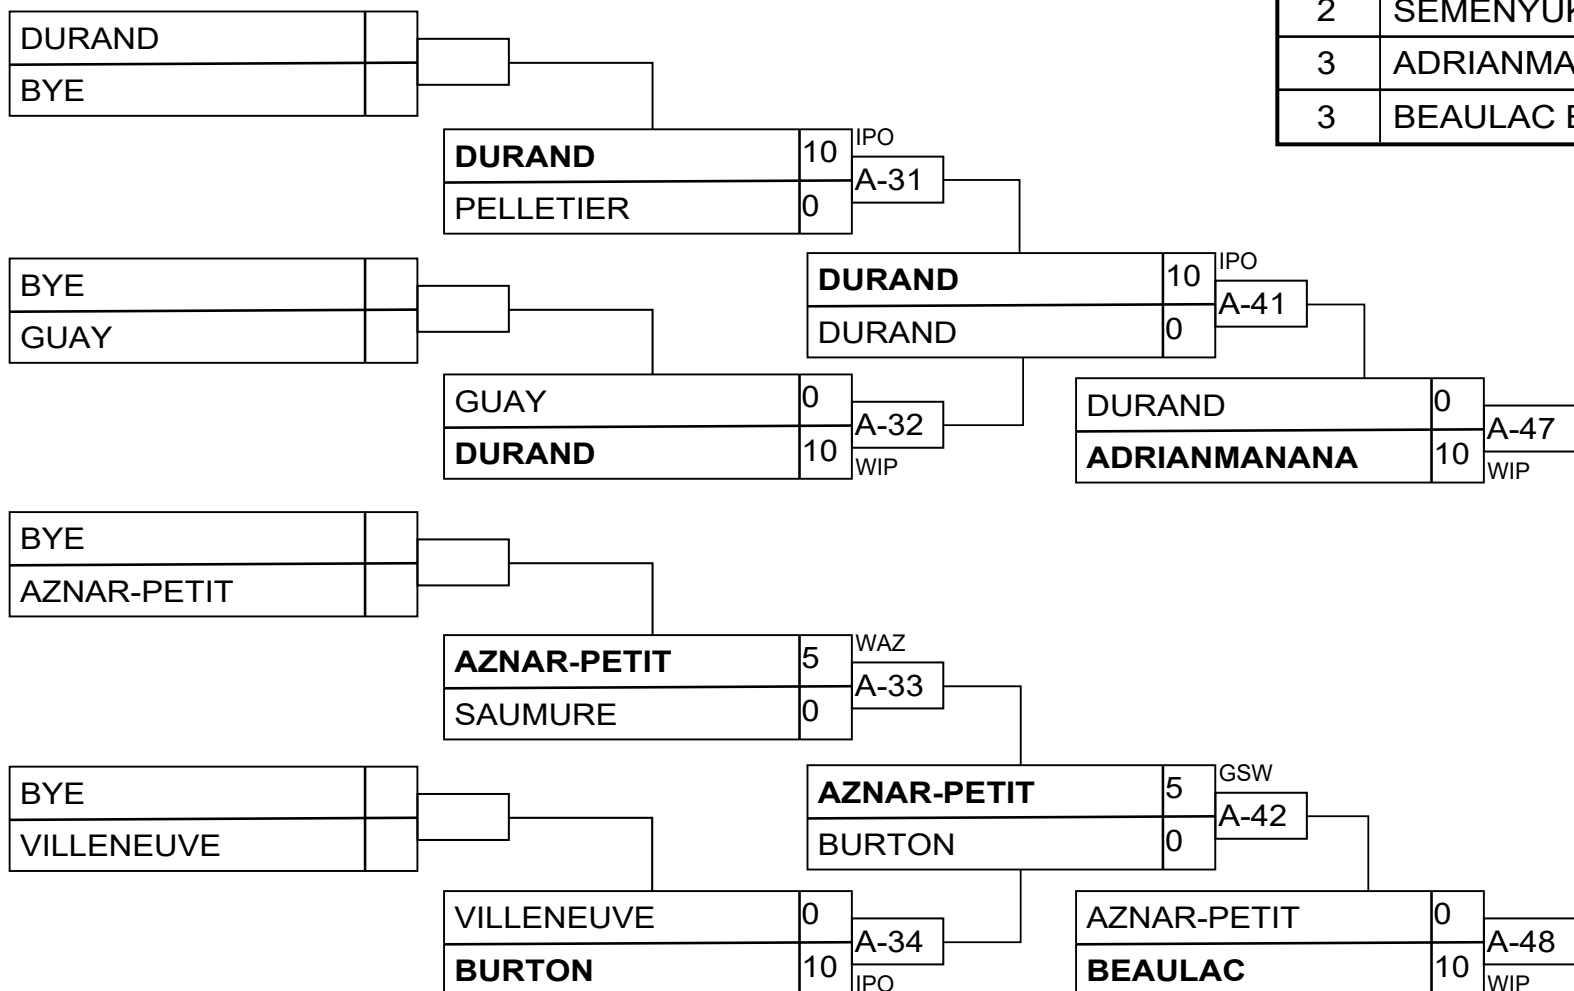 2 SEMENYUK
3 ADRIANMA
3 BEAULAC
DURAND
BYE
DURAND 10 IPO
A-31
PELLETIER 0
BYE
GUAY
DURAND 10 IPO
A-41
DURAND 0
GUAY 0
A-32
DURAND 10 WIP
DURAND 0
A-47
ADRIANMANANA 10 WIP
BYE
AZNAR-PETIT
AZNAR-PETIT 5 WAZ
A-33
SAUMURE 0
BYE
VILLENEUVE
AZNAR-PETIT 5 GSW
A-42
BURTON 0
VILLENEUVE 0
A-34
BURTON 10 IPO
AZNAR-PETIT 0
A-48
BEAULAC 10 WIP